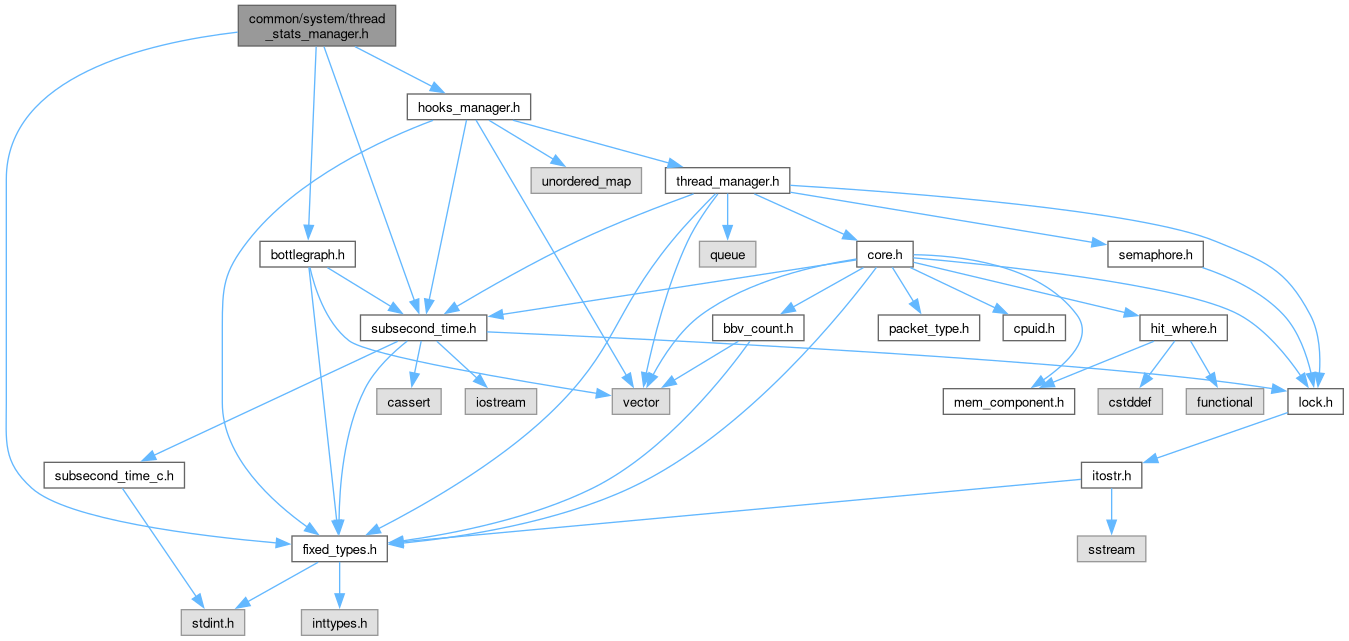 common/system/thread
_stats_manager.h
hooks_manager.h
unordered_map
thread_manager.h
bottlegraph.h
queue
core.h
semaphore.h
subsecond_time.h
bbv_count.h
packet_type.h
cpuid.h
hit_where.h
cassert
iostream
vector
mem_component.h
cstddef
functional
lock.h
subsecond_time_c.h
itostr.h
fixed_types.h
sstream
stdint.h
inttypes.h